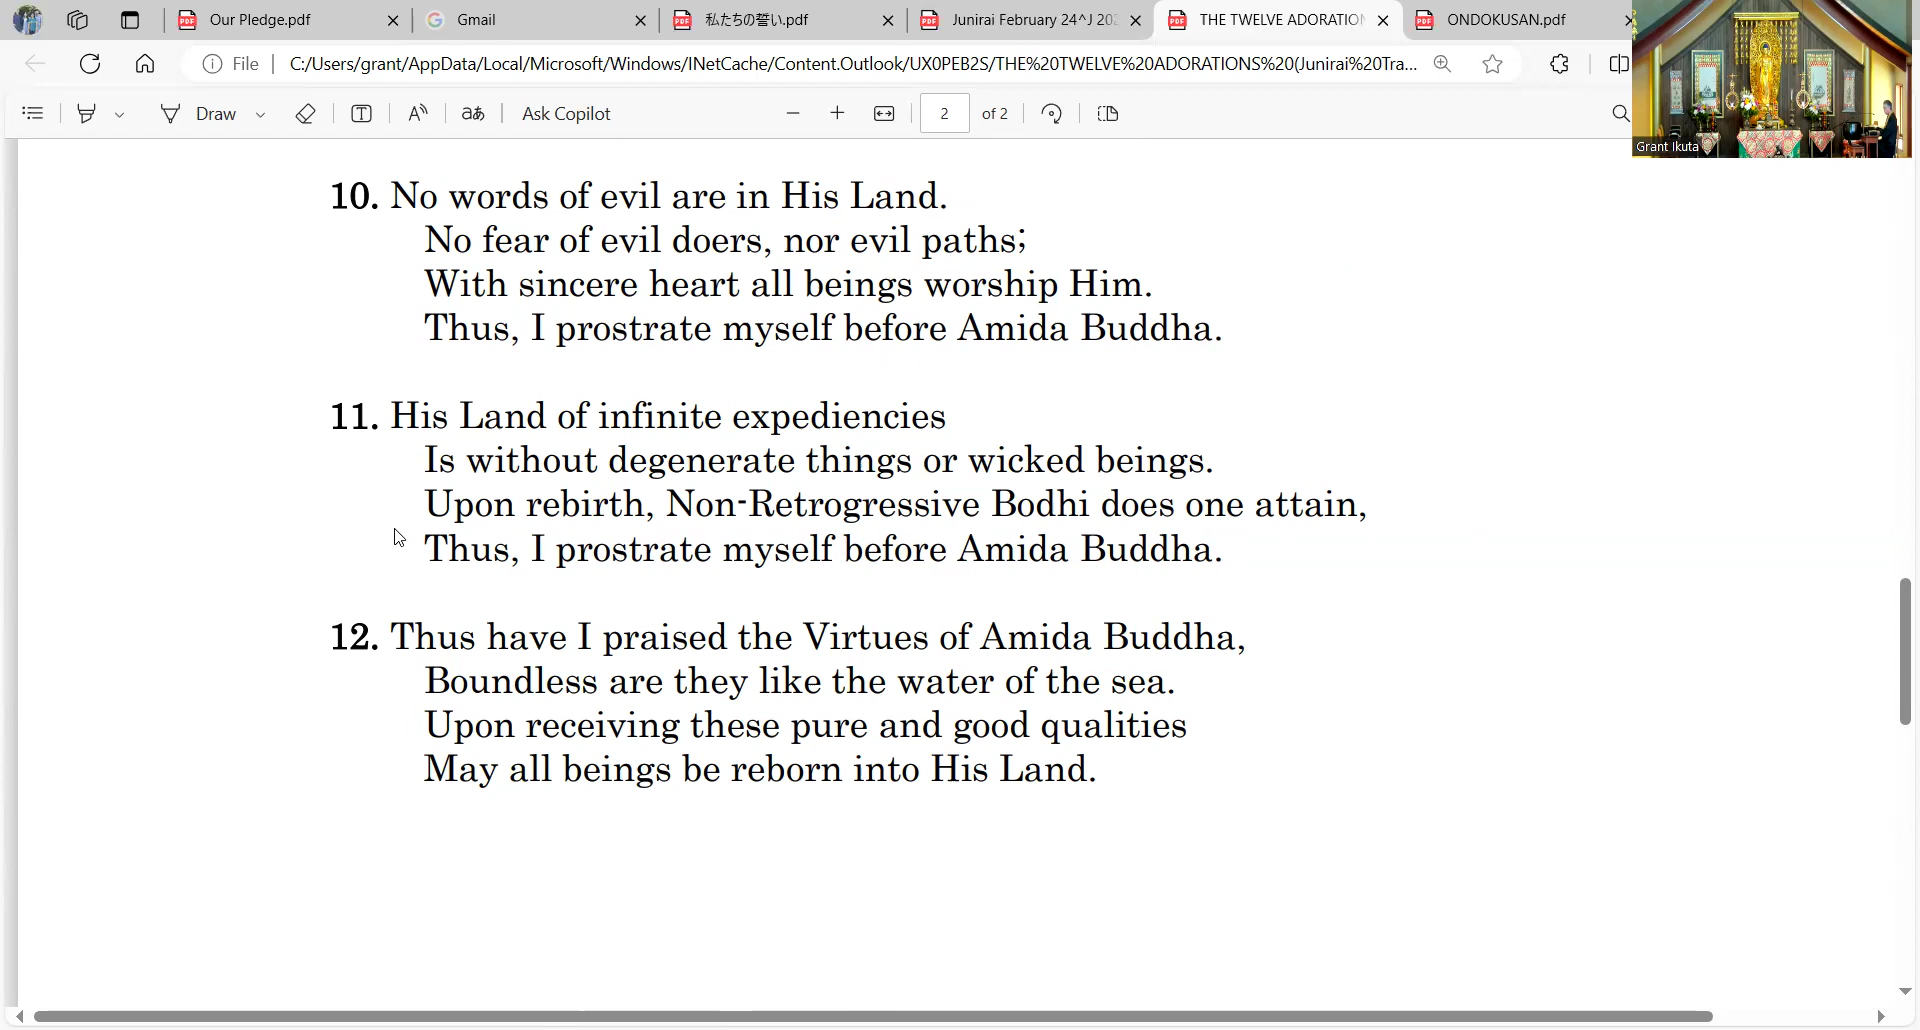 Our Pledge.pdf
Gmail
私たちの誓い.pdf
Junirai February 24^J 202
THE TWELVE ADORATION
ONDOKUSAN.pdf
File
C:/Users/grant/AppData/Local/Microsoft/Windows/INetCache/Content.Outlook/UX0PEB2S/THE%20TWELVE%20ADORATIONS%20(Junirai%20Tra...
Draw
T
A
aあ
Ask Copilot
2
of 2
Grant Ikuta
10. No words of evil are in His Land.
No fear of evil doers, nor evil paths;
With sincere heart all beings worship Him.
Thus, I prostrate myself before Amida Buddha.
11. His Land of infinite expediencies
Is without degenerate things or wicked beings.
Upon rebirth, Non-Retrogressive Bodhi does one attain,
Thus, I prostrate myself before Amida Buddha.
12. Thus have I praised the Virtues of Amida Buddha,
Boundless are they like the water of the sea.
Upon receiving these pure and good qualities
May all beings be reborn into His Land.